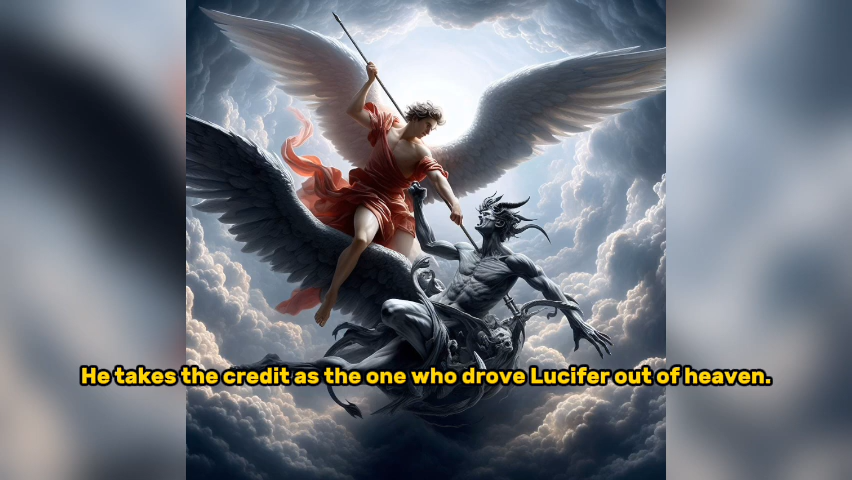 He takes the credit as the one who drove Lucifer out of heaven.